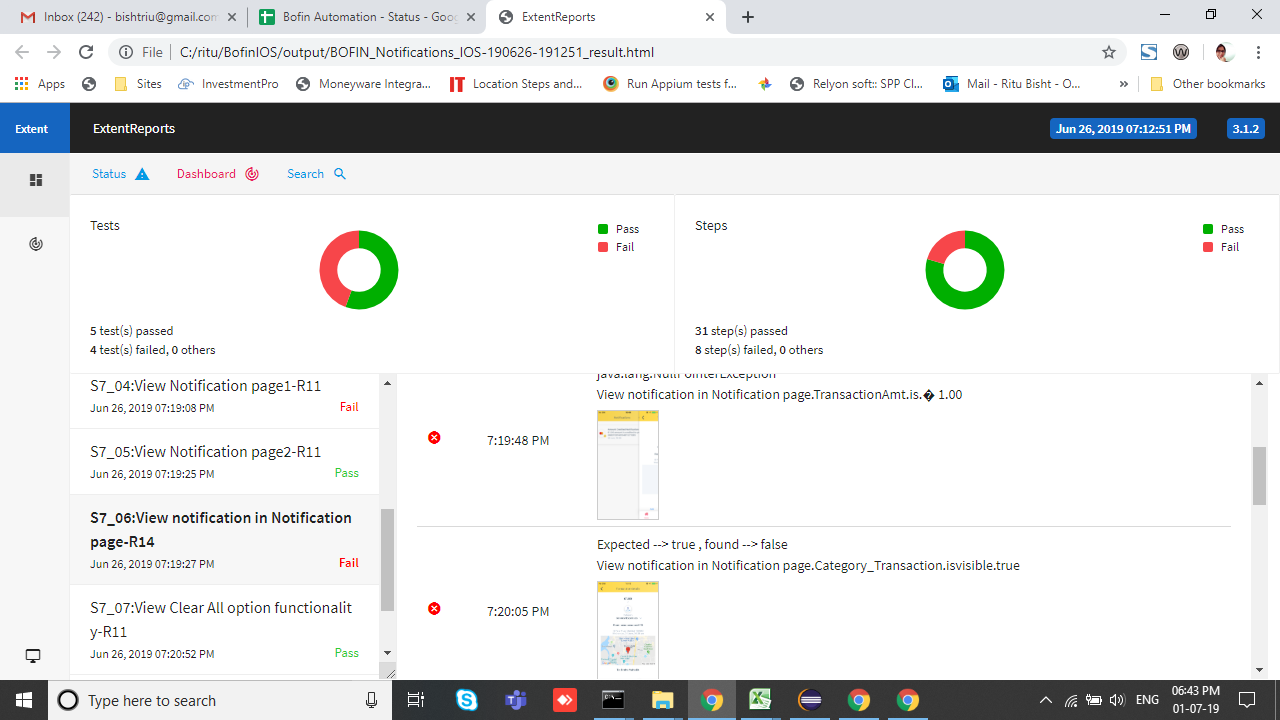 Inbox (242) - bishtriu@gmail.com
Bofin Automation - Status - Goog
ExtentReports
File
C:/ritu/BofinIOS/output/BOFIN_Notifications_IOS-190626-191251_result.html
Apps
Sites
InvestmentPro
Moneyware Integra...
IT
Location Steps and...
Run Appium tests f...
Relyon soft:: SPP Cl...
Mail - Ritu Bisht - O...
»
Other bookmarks
Extent
ExtentReports
Jun 26, 2019 07:12:51 PM
3.1.2
Status
Dashboard
Search
Tests
Pass
Fail
5 test(s) passed
4 test(s) failed, 0 others
Steps
Pass
Fail
31 step(s) passed
8 step(s) failed, 0 others
S7_04:View Notification page1-R11
Jun 26, 2019 07:19:08 PM
Fail
S7_05:View Notification page2-R11
Jun 26, 2019 07:19:25 PM
Pass
S7_06:View notification in Notification
page-R14
Jun 26, 2019 07:19:27 PM
Fail
S7_07:View Clear All option functionalit
y-R11
Jun 26, 2019 07:20:52 PM
Pass
java.lang.NullPointerException
View notification in Notification page.TransactionAmt.is.� 1.00
7:19:48 PM
Expected --> true , found --> false
View notification in Notification page.Category_Transaction.isvisible.true
7:20:05 PM
Type here to search
ENG
06:43 PM
01-07-19